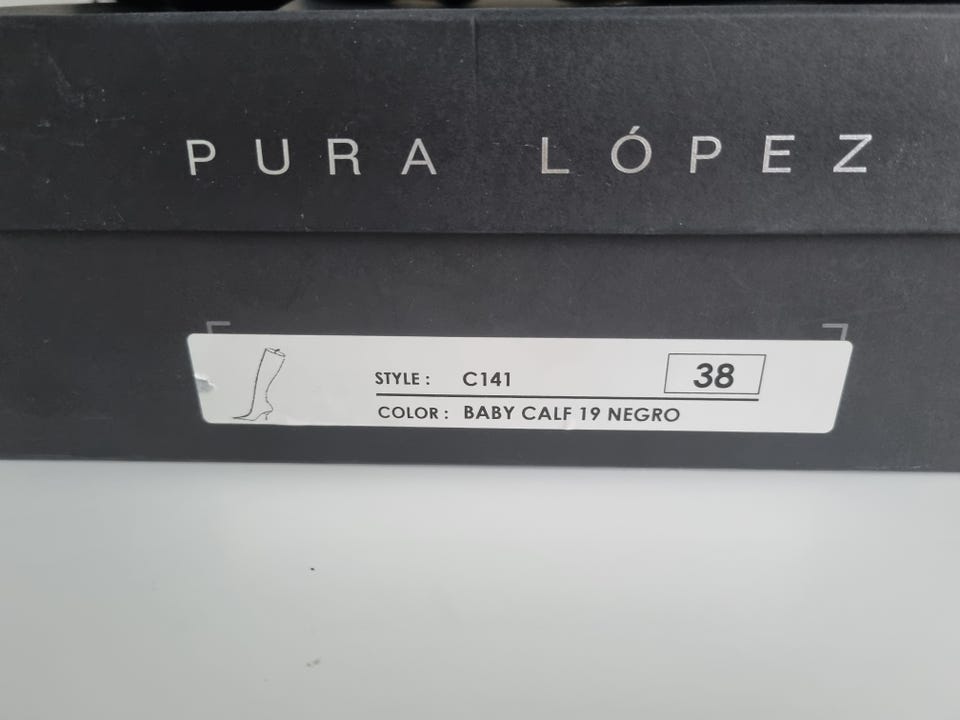 PURA LÓPEZ
STYLE : C141 38
COLOR : BABY CALF 19 NEGRO